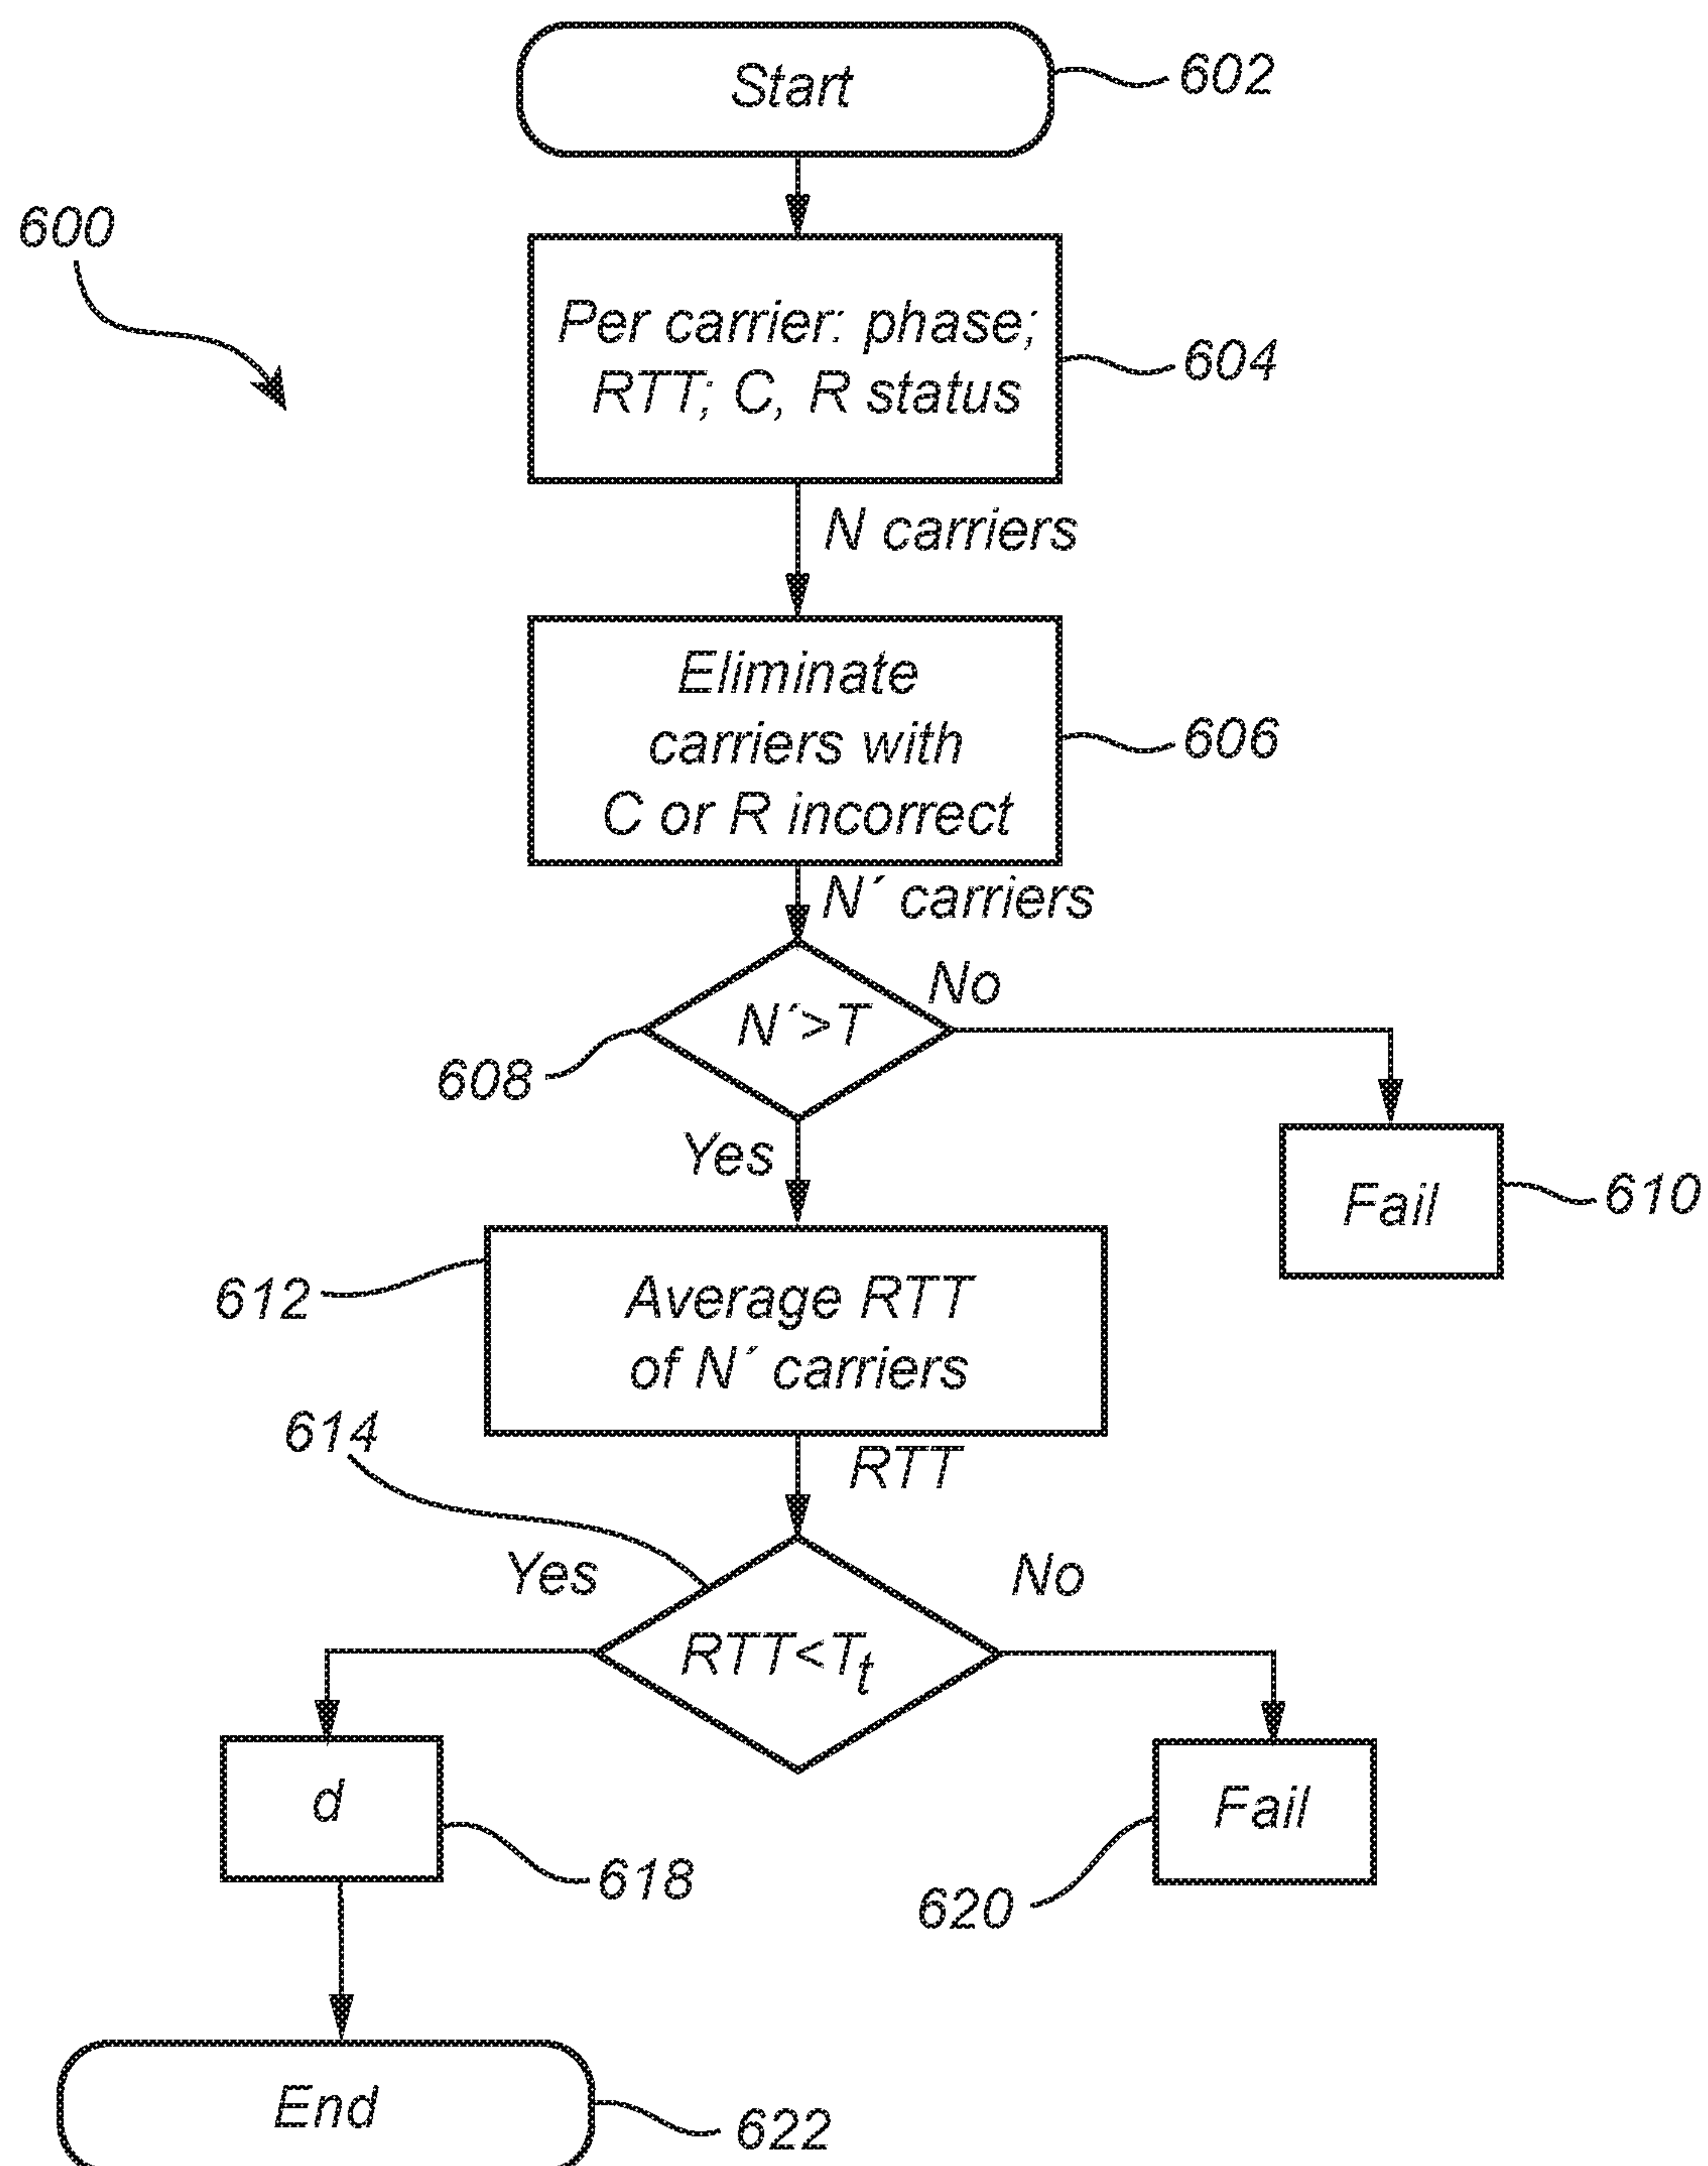 Start
602
600
Per carrier: phase;
RTT; C, R status
604
N carriers
Eliminate
carriers with
C or R incorrect
606
N´ carriers
N´>T
No
608
Yes
Fail
610
612
Average RTT
of N´ carriers
614
RTT
Yes
No
RTT<Tt
d
618
Fail
620
End
622